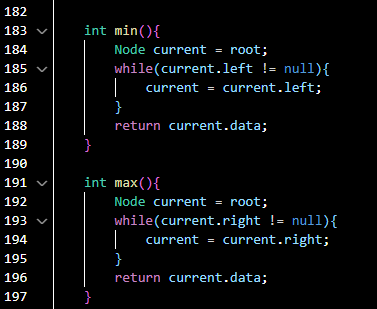 182
183 int min(){
184 Node current = root;
185 while(current.left != null){
186 current = current.left;
187 }
188 return current.data;
189 }
190
191 int max(){
192 Node current = root;
193 while(current.right != null){
194 current = current.right;
195 }
196 return current.data;
197 }